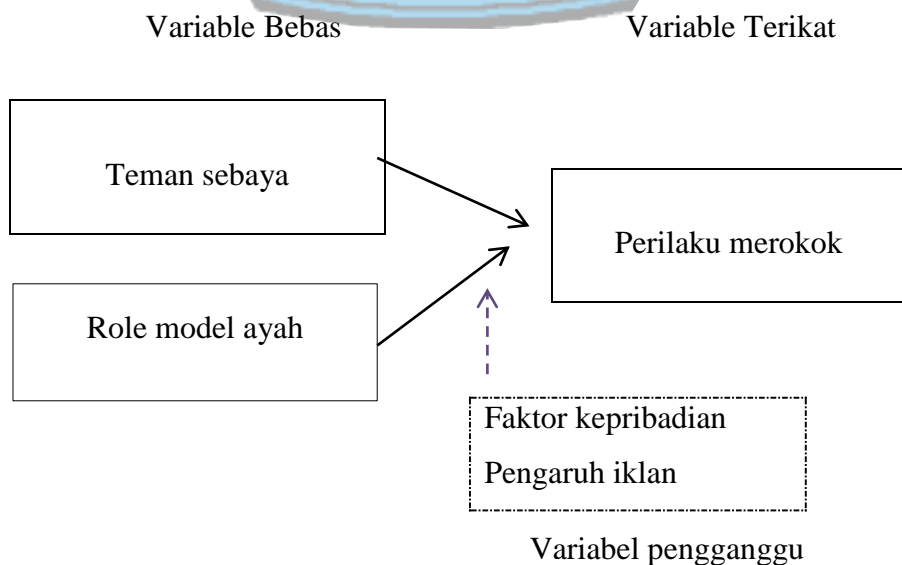 Variable Bebas
Variable Terikat
Teman sebaya
Perilaku merokok
Role model ayah
Faktor kepribadian
Pengaruh iklan
Variabel pengganggu